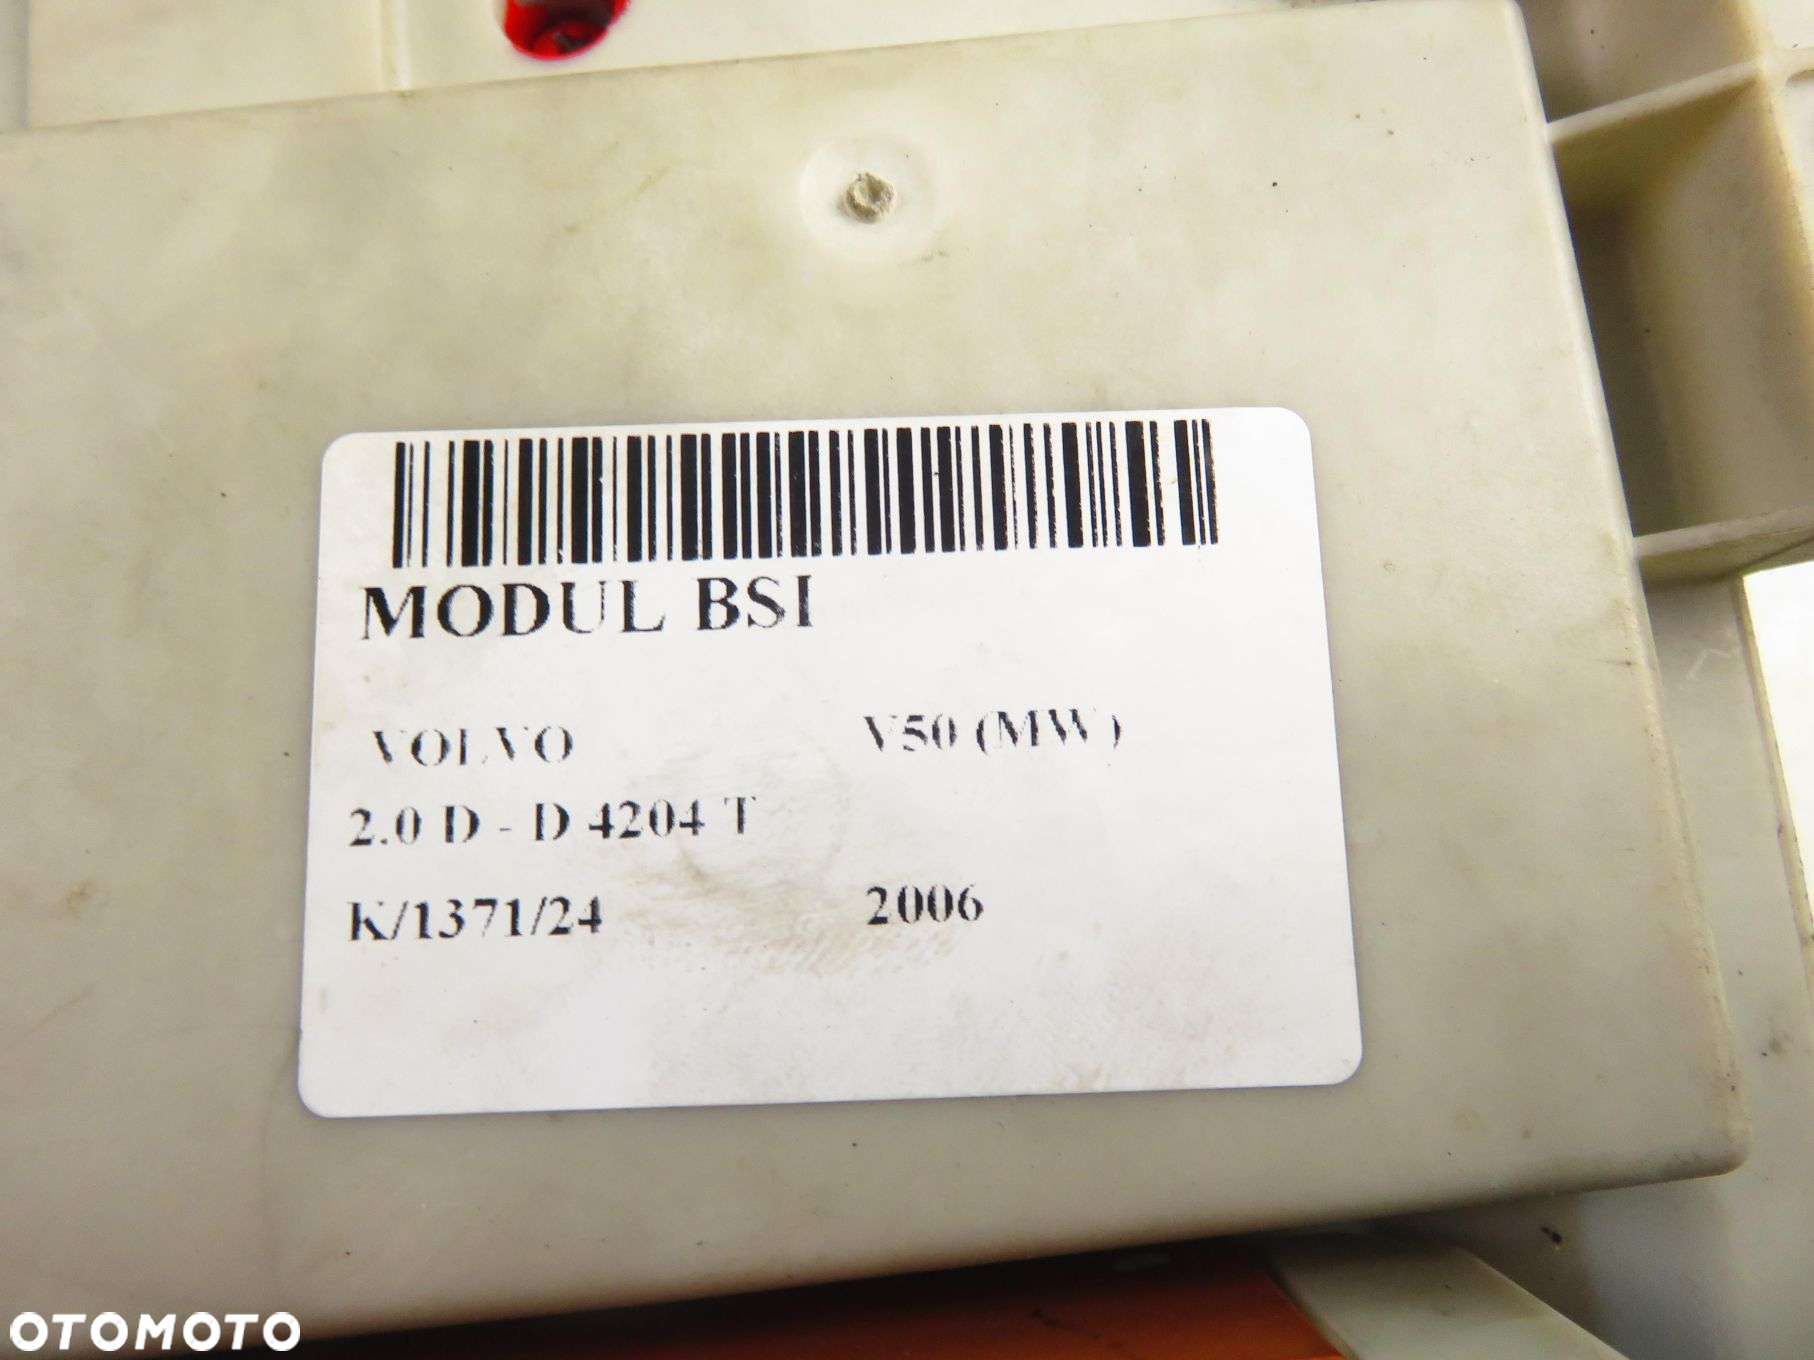 MODUL BSI
VOLVO V50 (MW)
2.0 D - D 4204 T
K/1371/24 2006
OTOMOTO